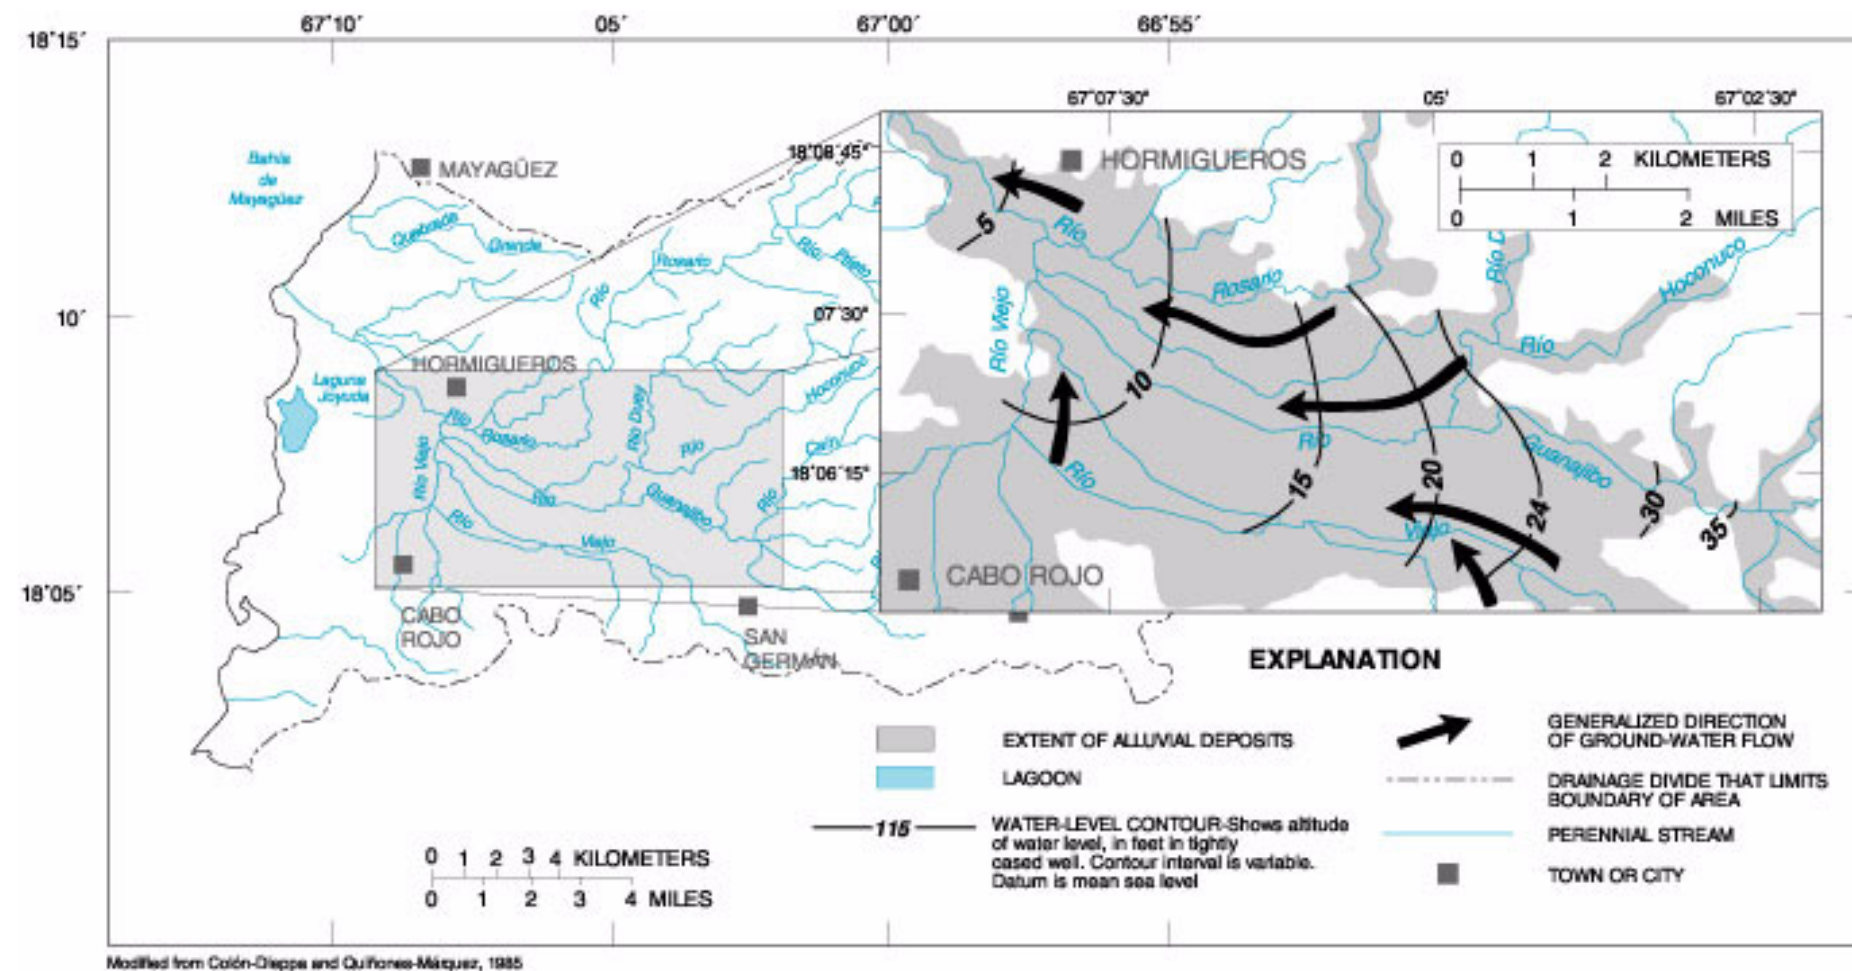 67°10′
05′
67°00′
66°55′
18°15′
Bahía
de
Mayagüez
MAYAGÜEZ
Quebrada
Grande
Río
Rosario
Río
Prieto
10′
HORMIGUEROS
Laguna
Joyuda
Río
Rosario
Río Duey
Hoconuco
Río Viejo
Río
Caín
Río
Guanajibo
Río
Río
Viejo
18°05′
CABO
ROJO
SAN
GERMÁN
67°07′30"
05′
67°02′30"
18°08′45"
07′30"
18°06′15"
HORMIGUEROS
0 1 2 KILOMETERS
0 1 2 MILES
5
Río
Rosario
Río D
Hoconuco
Río Viejo
Río
10
Río
Río
15
20
24
Guanajibo
30
35
Viejo
CABO ROJO
EXPLANATION
EXTENT OF ALLUVIAL DEPOSITS
LAGOON
115
WATER-LEVEL CONTOUR-Shows altitude
of water level, in feet in tightly
cased well. Contour interval is variable.
Datum is mean sea level
GENERALIZED DIRECTION
OF GROUND-WATER FLOW
DRAINAGE DIVIDE THAT LIMITS
BOUNDARY OF AREA
PERENNIAL STREAM
TOWN OR CITY
0 1 2 3 4 KILOMETERS
0 1 2 3 4 MILES
Modified from Colón-Dieppa and Quiñones-Márquez, 1985